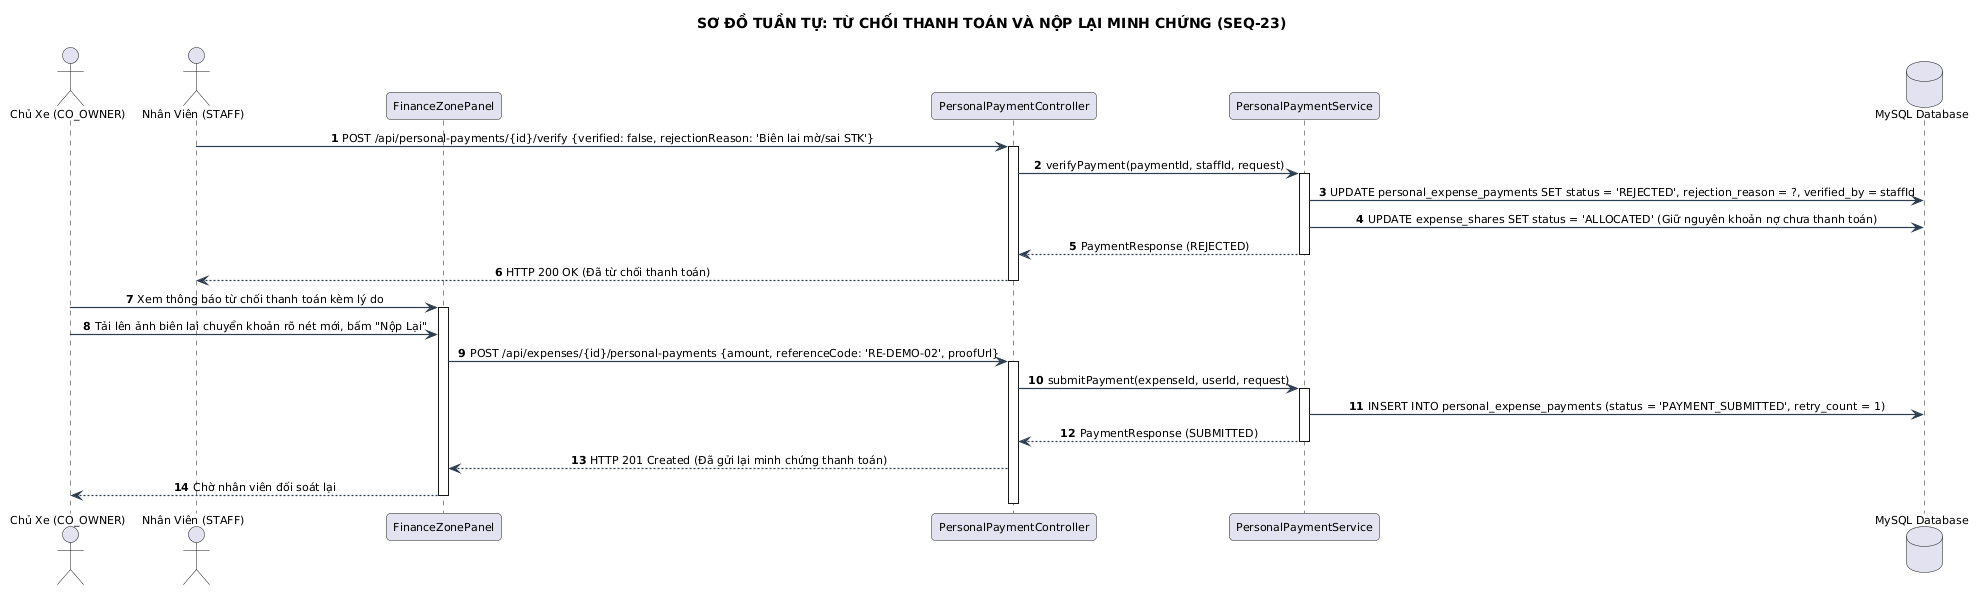 SƠ ĐỒ TUẦN TỰ: TỪ CHỐI THANH TOÁN VÀ NỘP LẠI MINH CHỨNG (SEQ-23)
Chủ Xe (CO_OWNER)
Nhân Viên (STAFF)
FinanceZonePanel
PersonalPaymentController
PersonalPaymentService
MySQL Database
1 POST /api/personal-payments/{id}/verify {verified: false, rejectionReason: 'Biên lai mờ/sai STK'}
2 verifyPayment(paymentId, staffId, request)
3 UPDATE personal_expense_payments SET status = 'REJECTED', rejection_reason = ?, verified_by = staffId
4 UPDATE expense_shares SET status = 'ALLOCATED' (Giữ nguyên khoản nợ chưa thanh toán)
5 PaymentResponse (REJECTED)
6 HTTP 200 OK (Đã từ chối thanh toán)
7 Xem thông báo từ chối thanh toán kèm lý do
8 Tải lên ảnh biên lai chuyển khoản rõ nét mới, bấm "Nộp Lại"
9 POST /api/expenses/{id}/personal-payments {amount, referenceCode: 'RE-DEMO-02', proofUrl}
10 submitPayment(expenseId, userId, request)
11 INSERT INTO personal_expense_payments (status = 'PAYMENT_SUBMITTED', retry_count = 1)
12 PaymentResponse (SUBMITTED)
13 HTTP 201 Created (Đã gửi lại minh chứng thanh toán)
14 Chờ nhân viên đối soát lại
Chủ Xe (CO_OWNER)
Nhân Viên (STAFF)
FinanceZonePanel
PersonalPaymentController
PersonalPaymentService
MySQL Database